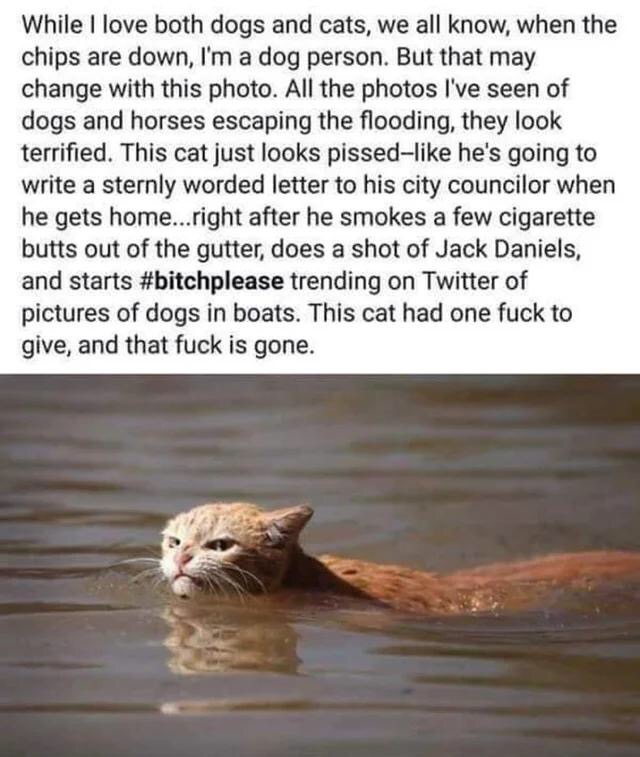 While I love both dogs and cats, we all know, when the
chips are down, I'm a dog person. But that may
change with this photo. All the photos I've seen of
dogs and horses escaping the flooding, they look
terrified. This cat just looks pissed–like he's going to
write a sternly worded letter to his city councilor when
he gets home...right after he smokes a few cigarette
butts out of the gutter, does a shot of Jack Daniels,
and starts #bitchplease trending on Twitter of
pictures of dogs in boats. This cat had one fuck to
give, and that fuck is gone.